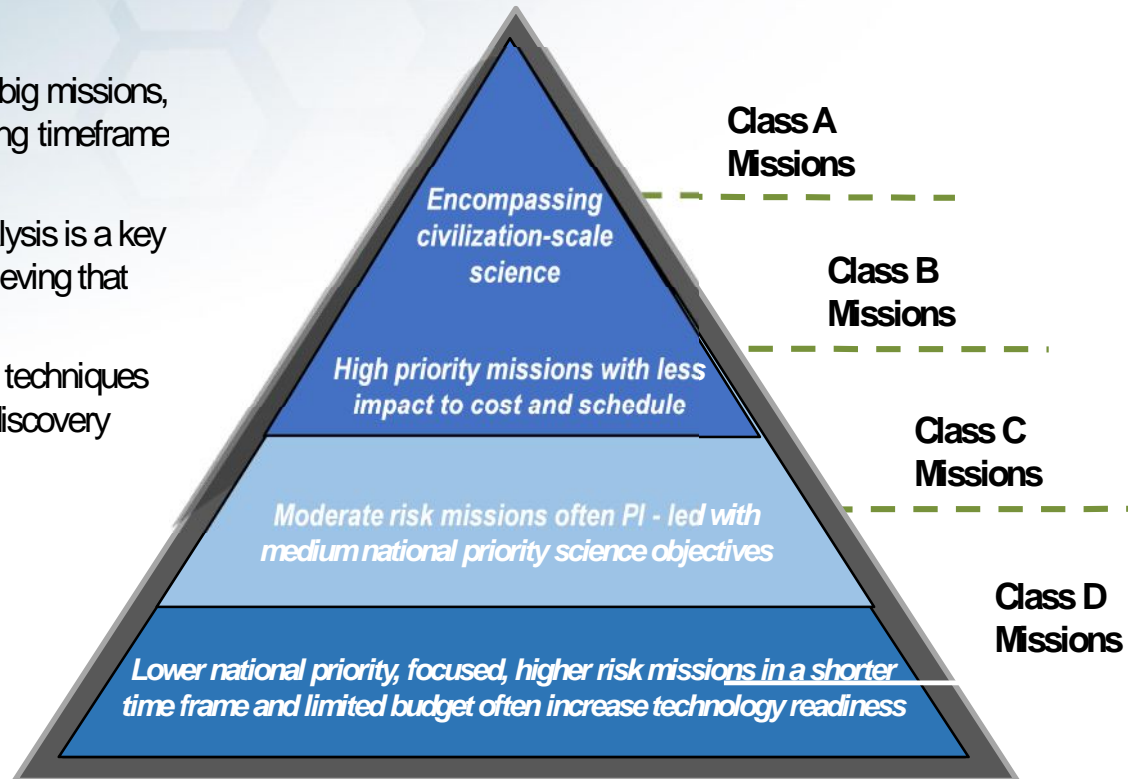 big missions,
ng timeframe
lysis is a key
eving that
techniques
discovery
Encompassing
civilization-scale
science
High priority missions with less
impact to cost and schedule
Moderate risk missions often PI - led with
medium national priority science objectives
Lower national priority, focused, higher risk missions in a shorter
time frame and limited budget often increase technology readiness
Class A
Missions
Class B
Missions
Class C
Missions
Class D
Missions